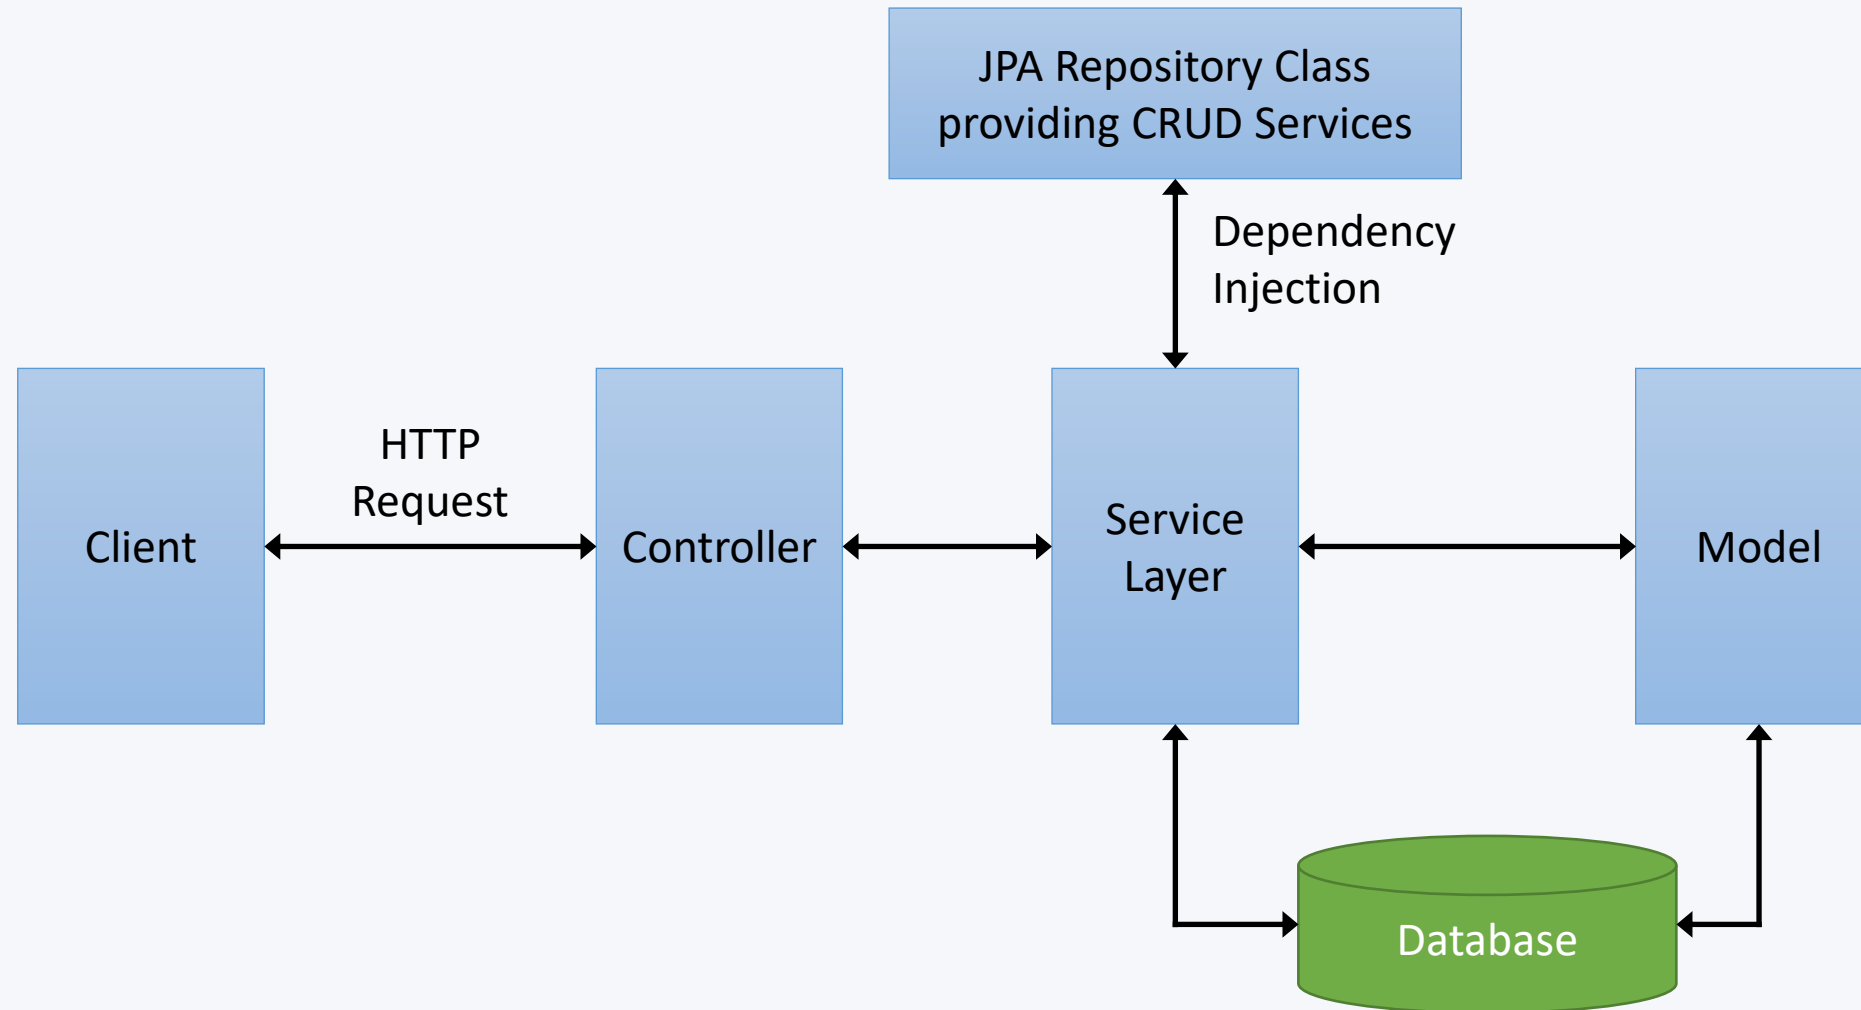 JPA Repository Class
providing CRUD Services
Dependency
Injection
HTTP
Request
Client
Controller
Service
Layer
Model
Database